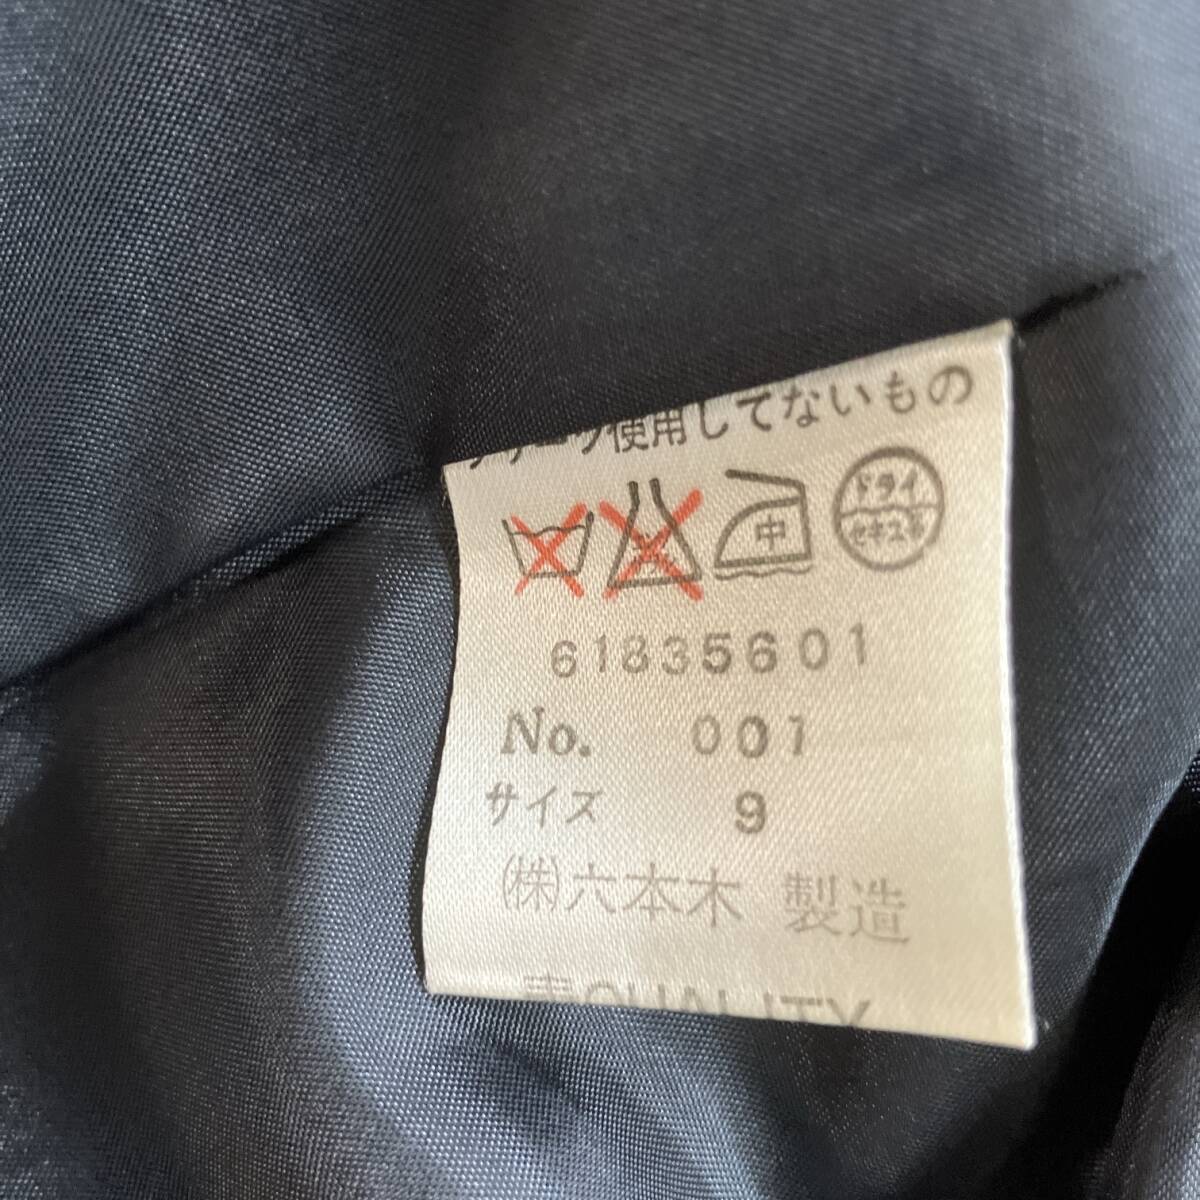 使用してないもの
中
ドライ
セキユ系
61835601
No. 001
サイズ 9
(株)六本木 製造
QUALITY